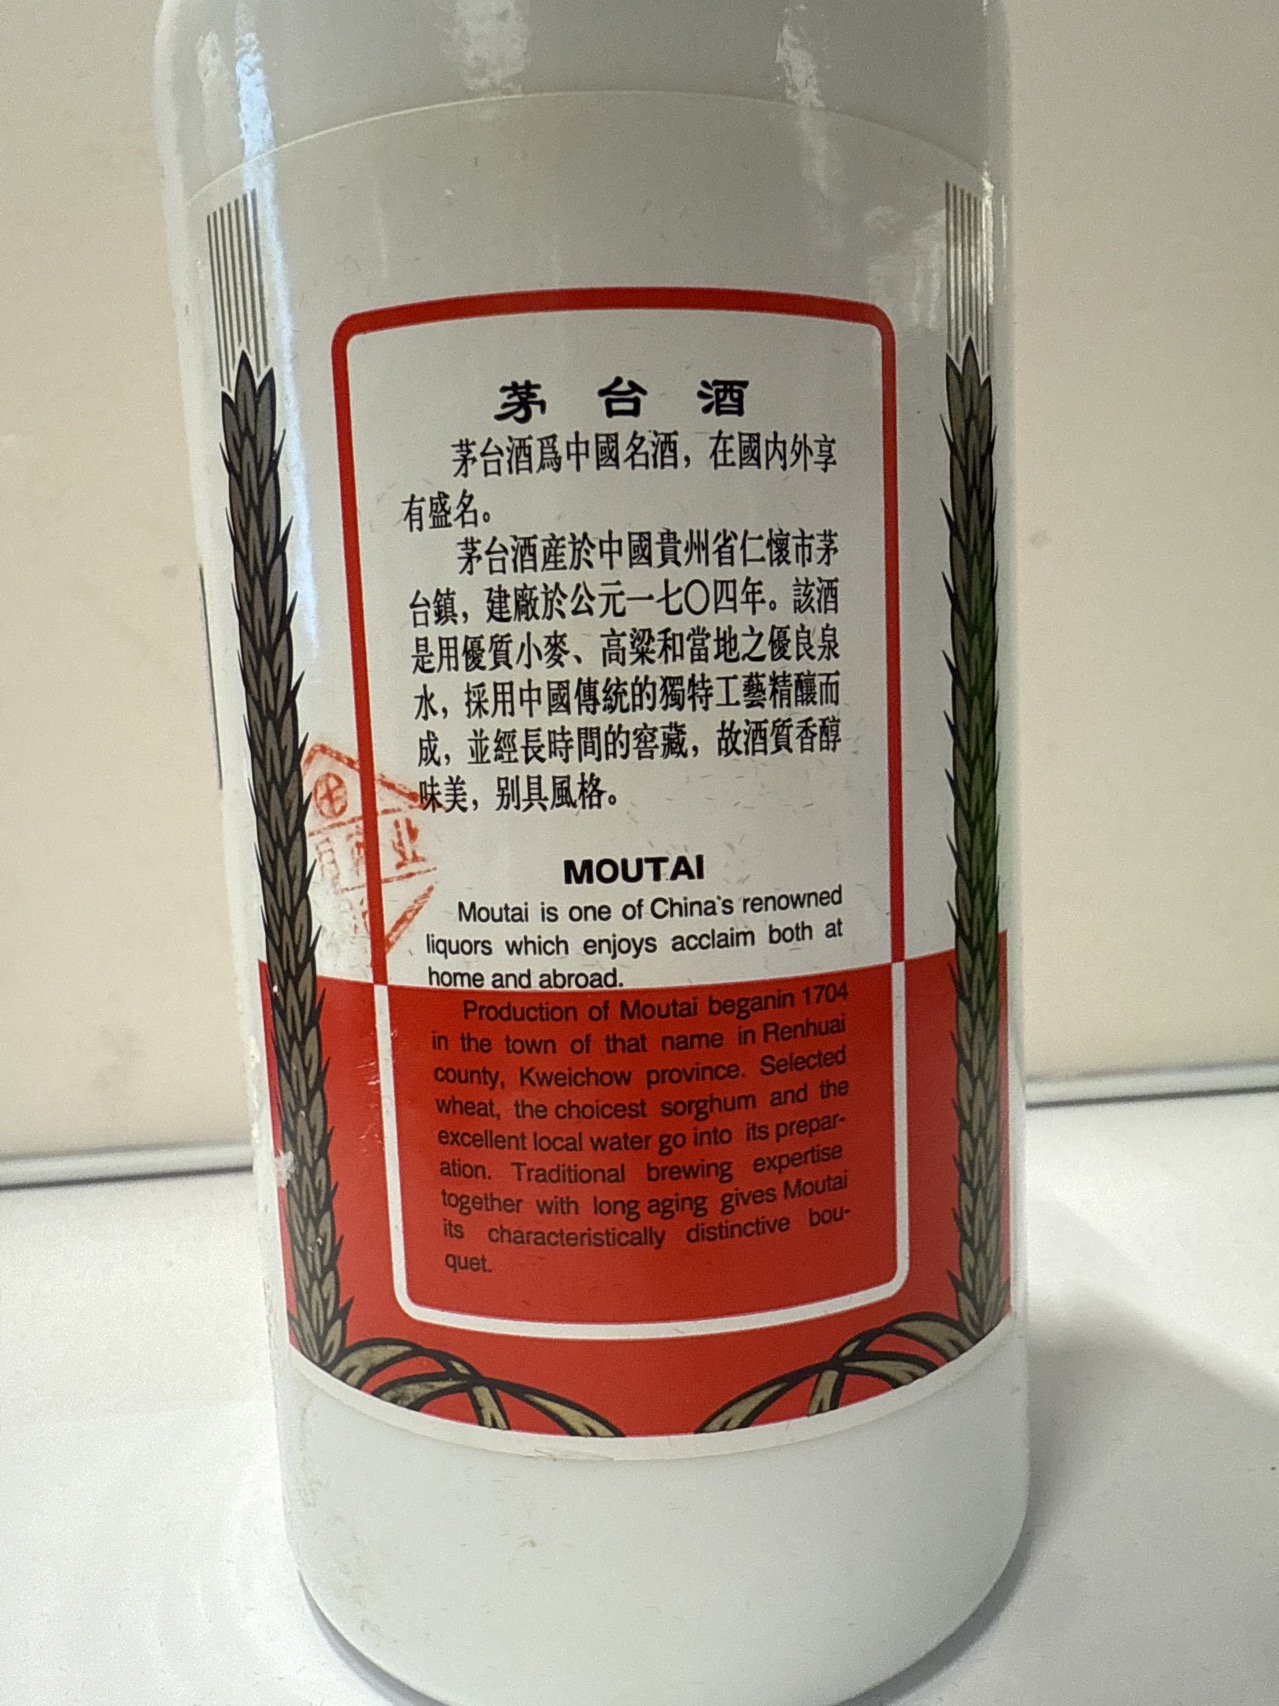 茅台酒
茅台酒爲中國名酒，在國内外享
有盛名。
茅台酒産於中國貴州省仁懷市茅
台鎮，建廠於公元一七〇四年。該酒
是用優質小麥、高粱和當地之優良泉
水，採用中國傳統的獨特工藝精釀而
成，並經長時間的窖藏，故酒質香醇
味美，别具風格。
MOUTAI
Moutai is one of China's renowned
liquors which enjoys acclaim both at
home and abroad.
Production of Moutai beganin 1704
in the town of that name in Renhuai
county, Kweichow province. Selected
wheat, the choicest sorghum and the
excellent local water go into its prepar-
ation. Traditional brewing expertise
together with long aging gives Moutai
its characteristically distinctive bou-
quet.